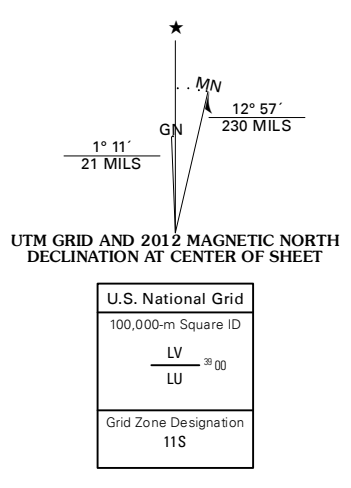 ★
MN
GN
12° 57´
230 MILS
1° 11´
21 MILS
UTM GRID AND 2012 MAGNETIC NORTH
DECLINATION AT CENTER OF SHEET
U.S. National Grid
100,000-m Square ID
LV
39 00
LU
Grid Zone Designation
11S